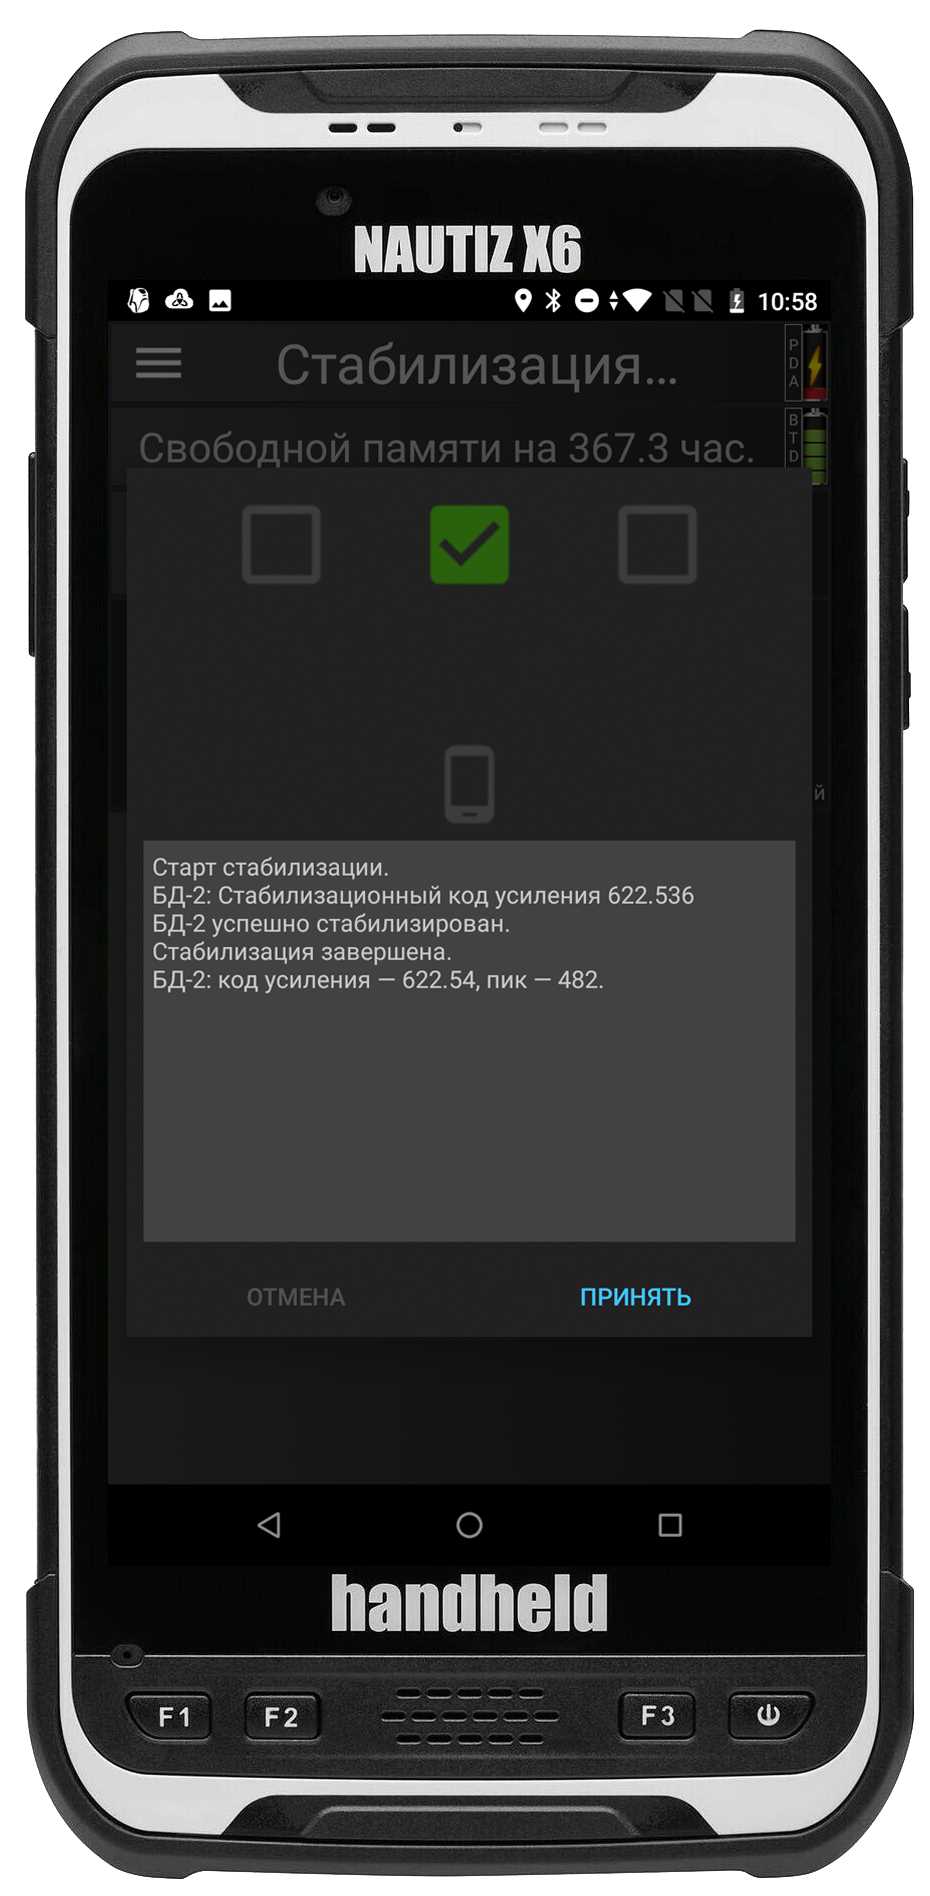 NAUTIZ X6
10:58
Стабилизация...
PDA
Свободной памяти на 367.3 час.
BTD
й
Старт стабилизации.
БД-2: Стабилизационный код усиления 622.536
БД-2 успешно стабилизирован.
Стабилизация завершена.
БД-2: код усиления — 622.54, пик — 482.
ОТМЕНА
ПРИНЯТЬ
handheld
F1
F2
F3